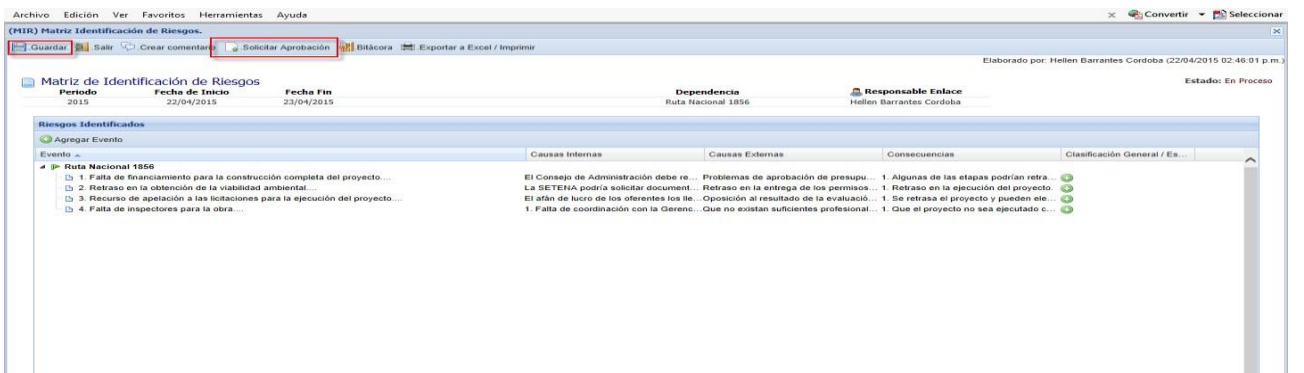 Archivo Edición Ver Favoritos Herramientas Ayuda
Convertir Seleccionar
(MIR) Matriz Identificación de Riesgos.
Guardar Salir Crear comentario Solicitar Aprobación Bitácora Exportar a Excel / Imprimir
Elaborado por: Hellen Barrantes Cordoba (22/04/2015 02:46:01 p.m.)
Matriz de Identificación de Riesgos
Estado: En Proceso
Periodo Fecha de Inicio Fecha Fin Dependencia Responsable Enlace
2015 22/04/2015 23/04/2015 Ruta Nacional 1856 Hellen Barrantes Cordoba
Riesgos Identificados
Agregar Evento
Evento Causas Internas Causas Externas Consecuencias Clasificación General / Es...
Ruta Nacional 1856
1. Falta de financiamiento para la construcción completa del proyecto.... El Consejo de Administración debe re... Problemas de aprobación de presupu... 1. Algunas de las etapas podrían retra...
2. Retraso en la obtención de la viabilidad ambiental.... La SETENA podría solicitar document... Retraso en la entrega de los permisos... 1. Retraso en la ejecución del proyecto.
3. Recurso de apelación a las licitaciones para la ejecución del proyecto.... El afán de lucro de los oferentes los lle... Oposición al resultado de la evaluació... 1. Se retrasa el proyecto y pueden ele...
4. Falta de inspectores para la obra.... 1. Falta de coordinación con la Gerenc... Que no existan suficientes profesional... 1. Que el proyecto no sea ejecutado c...